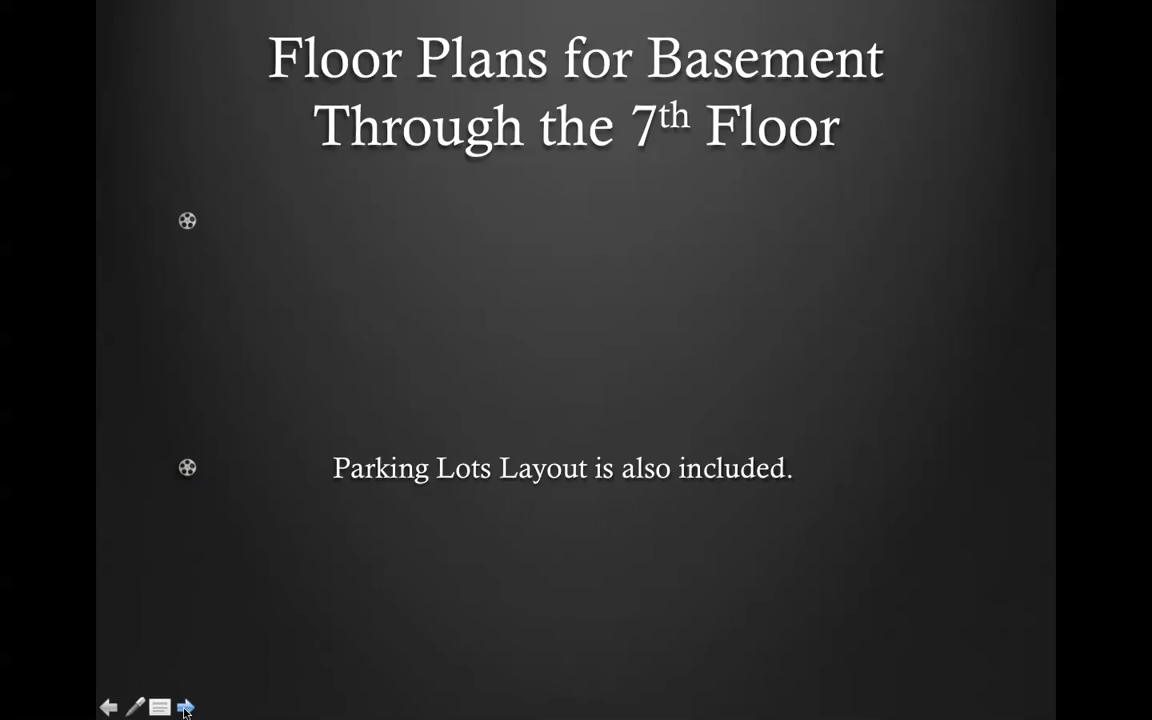 Floor Plans for Basement
Through the 7th Floor
Parking Lots Layout is also included.